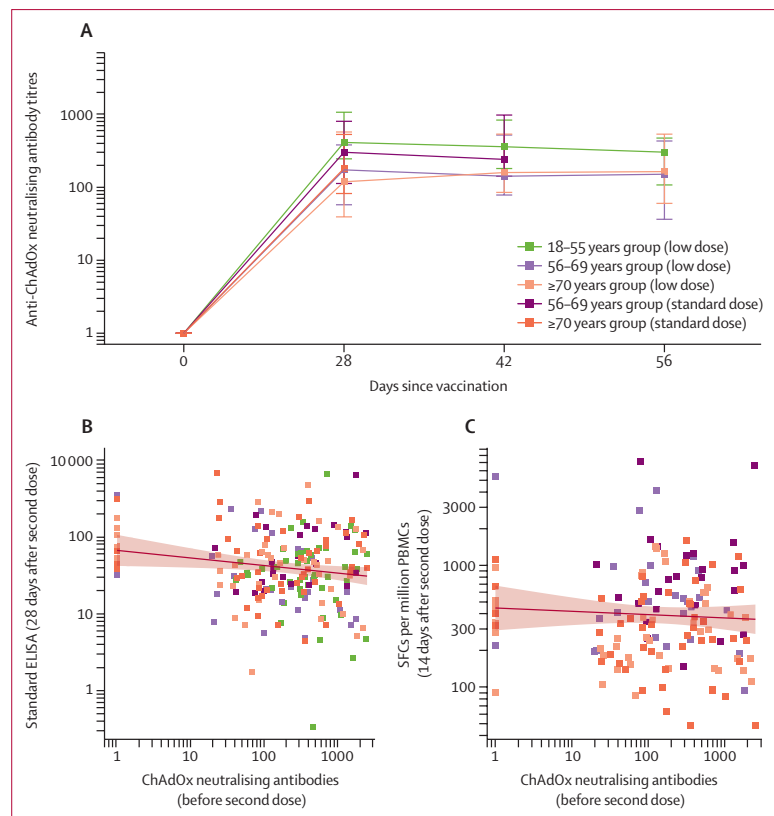 A
Anti-ChAdOx neutralising antibody titres
1000
100
10
1
0
28
42
56
Days since vaccination
18–55 years group (low dose)
56–69 years group (low dose)
≥70 years group (low dose)
56–69 years group (standard dose)
≥70 years group (standard dose)
B
Standard ELISA (28 days after second dose)
10 000
100
10
1
1
10
100
1000
ChAdOx neutralising antibodies
(before second dose)
C
SFCs per million PBMCs
(14 days after second dose)
3000
1000
300
100
1
10
100
1000
ChAdOx neutralising antibodies
(before second dose)